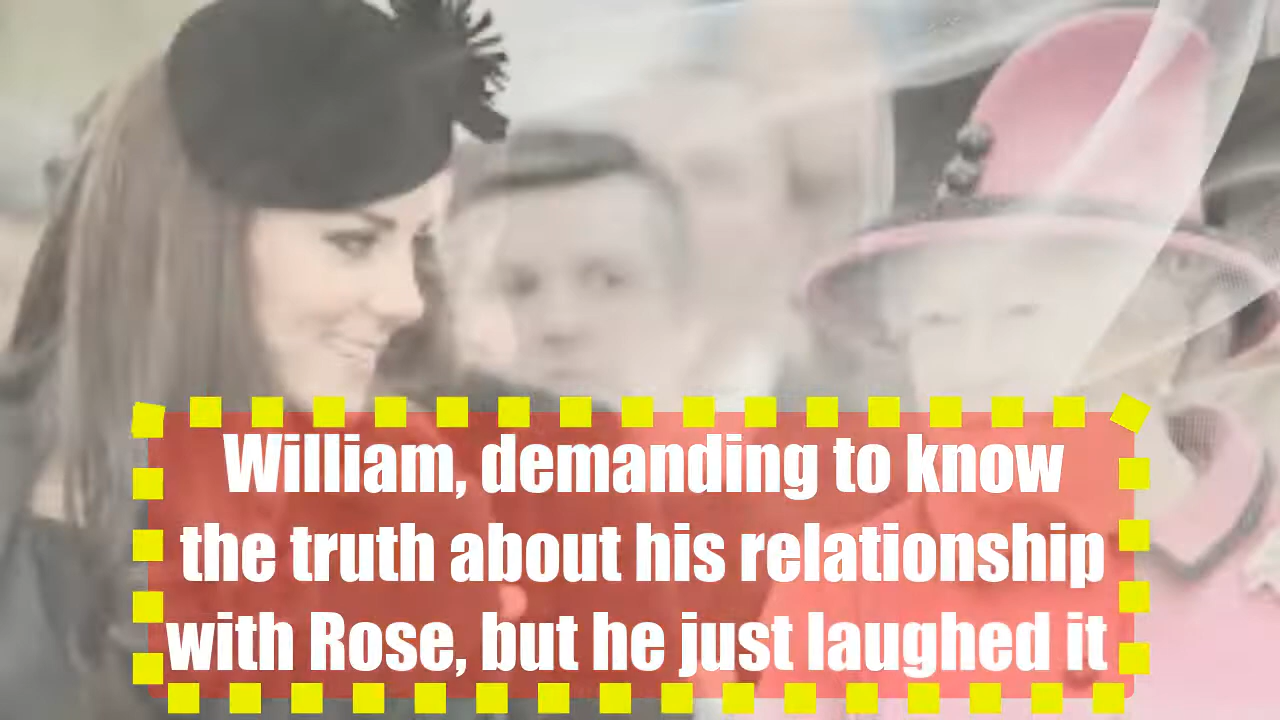 William, demanding to know
the truth about his relationship
with Rose, but he just laughed it